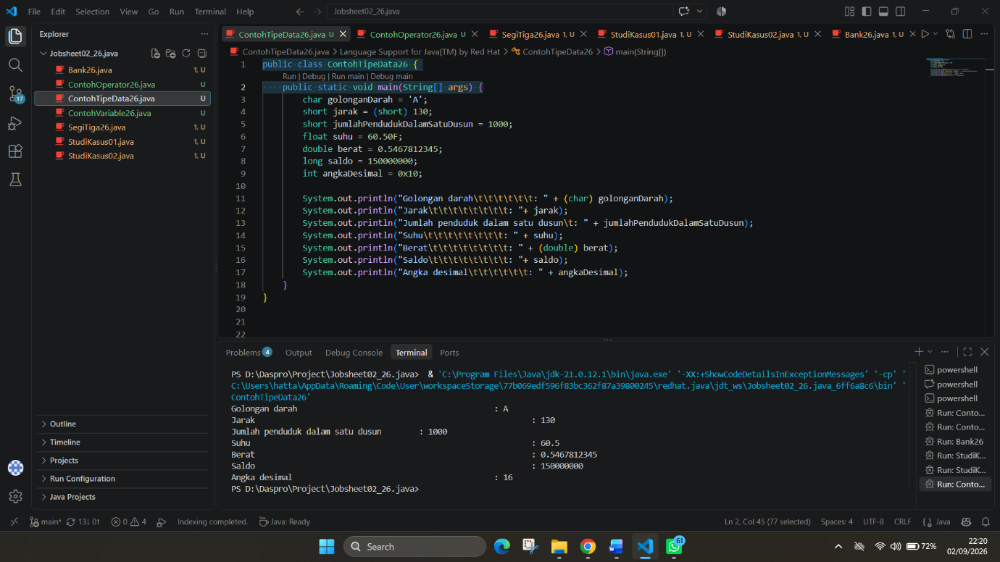 File Edit Selection View Go Run Terminal Help
Jobsheet02_26.java
Explorer
Jobsheet02_26.java
Bank26.java 1, U
ContohOperator26.java U
ContohTipeData26.java U
ContohVariable26.java U
SegiTiga26.java 1, U
StudiKasus01.java 1, U
StudiKasus02.java 1, U
Outline
Timeline
Projects
Run Configuration
Java Projects
17
ContohTipeData26.java U ContohOperator26.java U SegiTiga26.java 1, U StudiKasus01.java 1, U StudiKasus02.java 1, U Bank26.java 1, U
ContohTipeData26.java > Language Support for Java(TM) by Red Hat > ContohTipeData26 > main(String[])
1 public class ContohTipeData26 {
Run | Debug | Run main | Debug main
2 public static void main(String[] args) {
3 char golonganDarah = 'A';
4 short jarak = (short) 130;
5 short jumlahPendudukDalamSatuDusun = 1000;
6 float suhu = 60.50F;
7 double berat = 0.5467812345;
8 long saldo = 150000000;
9 int angkaDesimal = 0x10;
10
11 System.out.println("Golongan darah\t\t\t\t\t\t: " + (char) golonganDarah);
12 System.out.println("Jarak\t\t\t\t\t\t\t\t: "+ jarak);
13 System.out.println("Jumlah penduduk dalam satu dusun\t: " + jumlahPendudukDalamSatuDusun);
14 System.out.println("Suhu\t\t\t\t\t\t\t\t: " + suhu);
15 System.out.println("Berat\t\t\t\t\t\t\t\t: " + (double) berat);
16 System.out.println("Saldo\t\t\t\t\t\t\t\t: "+ saldo);
17 System.out.println("Angka desimal\t\t\t\t\t\t: " + angkaDesimal);
18 }
19 }
20
21
22
Problems 4 Output Debug Console Terminal Ports
PS D:\Daspro\Project\Jobsheet02_26.java> & 'C:\Program Files\Java\jdk-21.0.12.1\bin\java.exe' '-XX:+ShowCodeDetailsInExceptionMessages' '-cp' '
C:\Users\hatta\AppData\Roaming\Code\User\workspaceStorage\77b069edf596f83bc362f87a39800245\redhat.java\jdt_ws\Jobsheet02_26.java_6ff6a8c6\bin' '
ContohTipeData26'
Golongan darah : A
Jarak : 130
Jumlah penduduk dalam satu dusun : 1000
Suhu : 60.5
Berat : 0.5467812345
Saldo : 150000000
Angka desimal : 16
PS D:\Daspro\Project\Jobsheet02_26.java>
powershell
powershell
powershell
Run: Conto...
Run: Conto...
Run: Bank26
Run: StudiK...
Run: StudiK...
Run: Conto...
main* 13↓ 0↑ 0 4 Indexing completed. Java: Ready Ln 2, Col 45 (77 selected) Spaces: 4 UTF-8 CRLF {} Java
Search 61 72% 22:20
02/09/2026